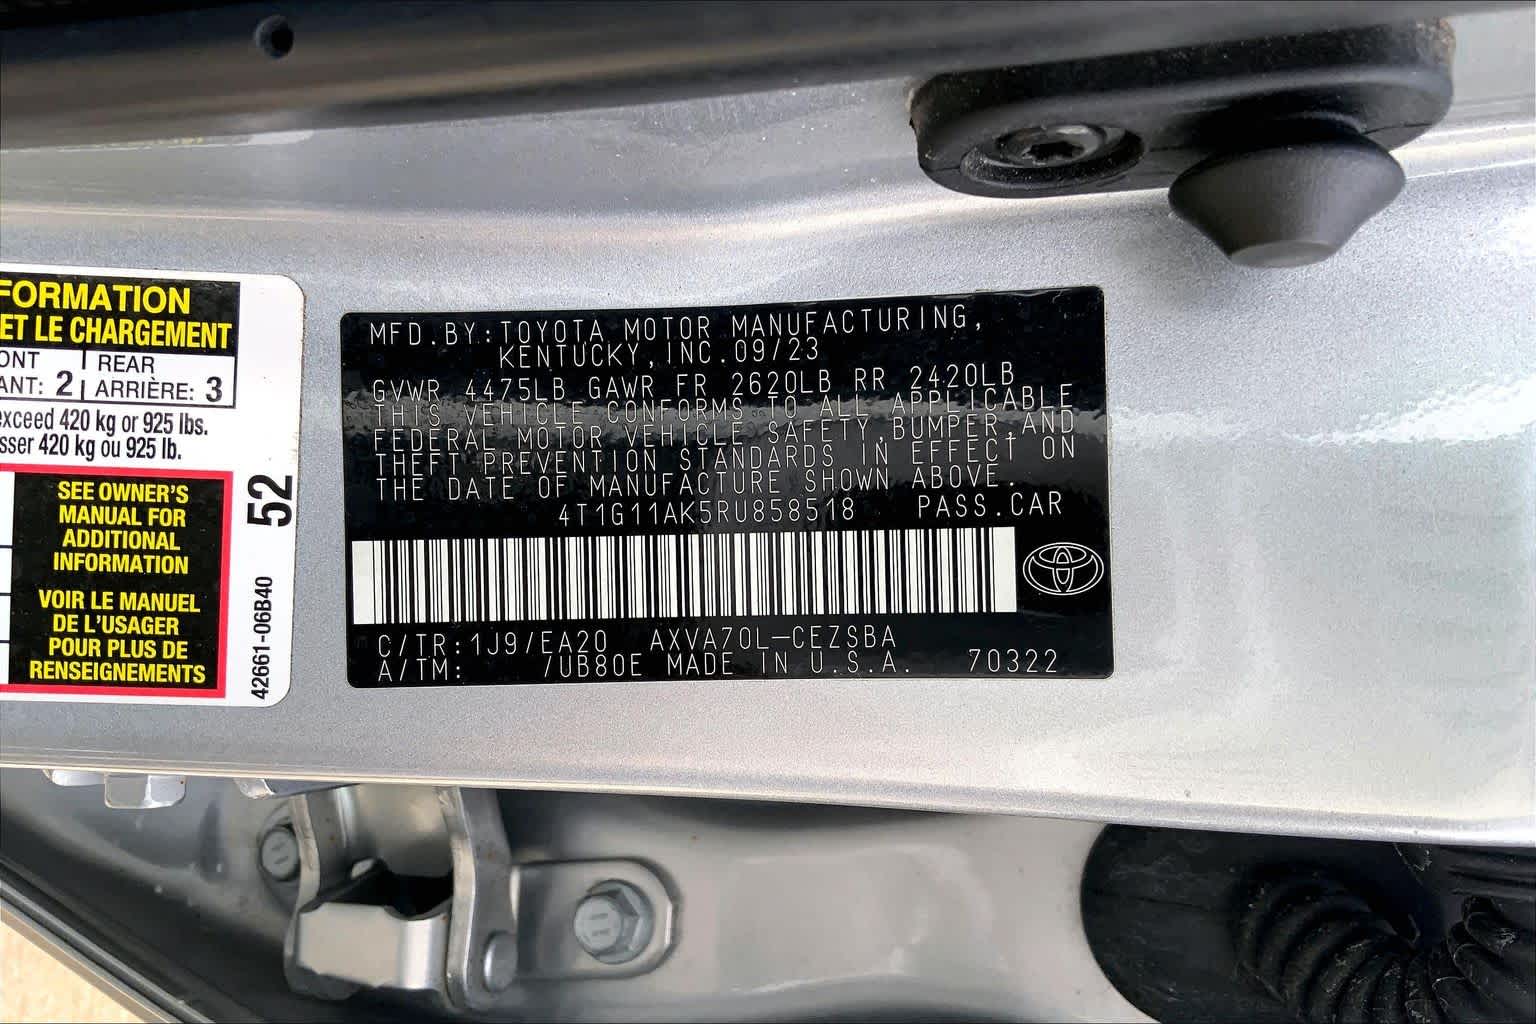 FORMATION
ET LE CHARGEMENT
ONT | REAR
ANT: 2 | ARRIÈRE: 3
exceed 420 kg or 925 lbs.
sser 420 kg ou 925 lb.
SEE OWNER'S
MANUAL FOR
ADDITIONAL
INFORMATION
VOIR LE MANUEL
DE L'USAGER
POUR PLUS DE
RENSEIGNEMENTS
52
42661-06B40
MFD.BY:TOYOTA MOTOR MANUFACTURING,
KENTUCKY,INC.09/23
GVWR 4475LB GAWR FR 2620LB RR 2420LB
THIS VEHICLE CONFORMS TO ALL APPLICABLE
FEDERAL MOTOR VEHICLE SAFETY,BUMPER,AND
THEFT PREVENTION STANDARDS IN EFFECT ON
THE DATE OF MANUFACTURE SHOWN ABOVE.
4T1G11AK5RU858518 PASS.CAR
C/TR:1J9/EA20 AXVA70L-CEZSBA
A/TM: /UB80E MADE IN U.S.A. 70322